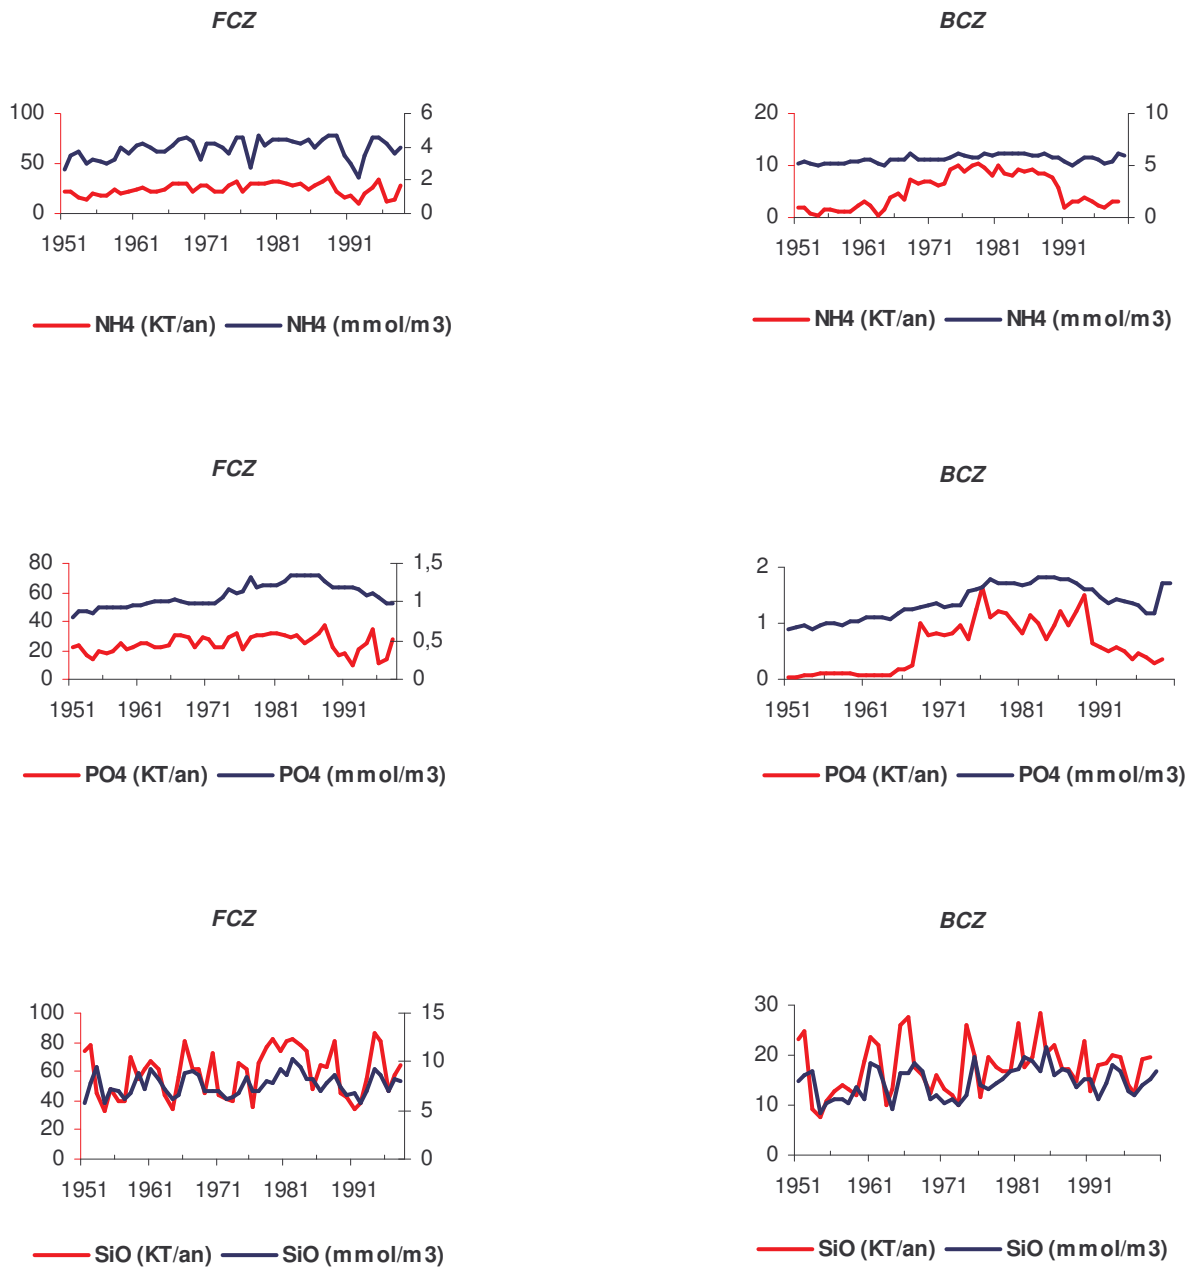 FCZ
BCZ
100
50
0
6
4
2
0
1951 1961 1971 1981 1991
NH4 (KT/an) NH4 (mmol/m3)
20
10
0
10
5
0
1951 1961 1971 1981 1991
NH4 (KT/an) NH4 (mmol/m3)
FCZ
BCZ
80
60
40
20
0
1,5
1
0,5
0
1951 1961 1971 1981 1991
PO4 (KT/an) PO4 (mmol/m3)
2
1
0
1951 1961 1971 1981 1991
PO4 (KT/an) PO4 (mmol/m3)
FCZ
BCZ
100
80
60
40
20
0
15
10
5
0
1951 1961 1971 1981 1991
SiO (KT/an) SiO (mmol/m3)
30
20
10
0
1951 1961 1971 1981 1991
SiO (KT/an) SiO (mmol/m3)